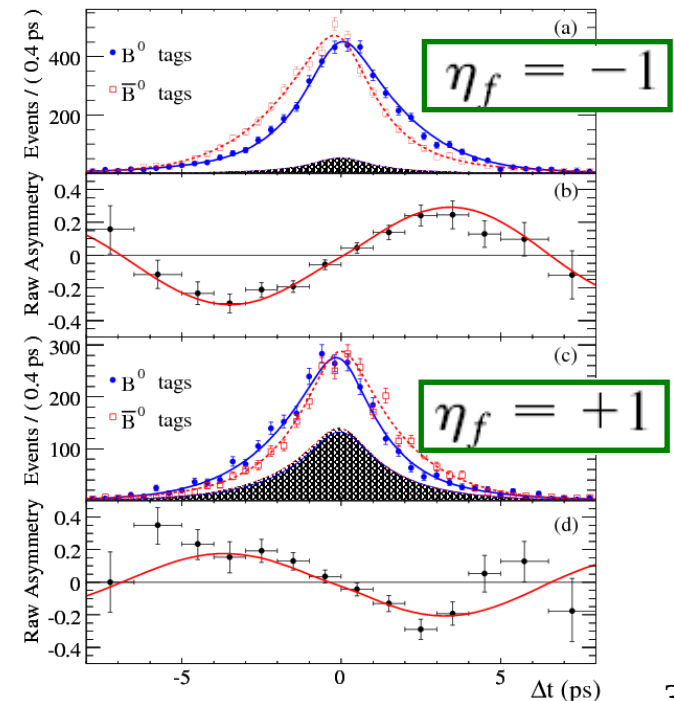 (a)
400
200
Events / ( 0.4 ps )
B⁰ tags
B̅⁰ tags
η_f = −1
(b)
0.4
0.2
0
-0.2
-0.4
Raw Asymmetry
(c)
300
200
100
Events / ( 0.4 ps )
B⁰ tags
B̅⁰ tags
η_f = +1
(d)
0.4
0.2
0
-0.2
-0.4
Raw Asymmetry
-5 0 5
Δt (ps)